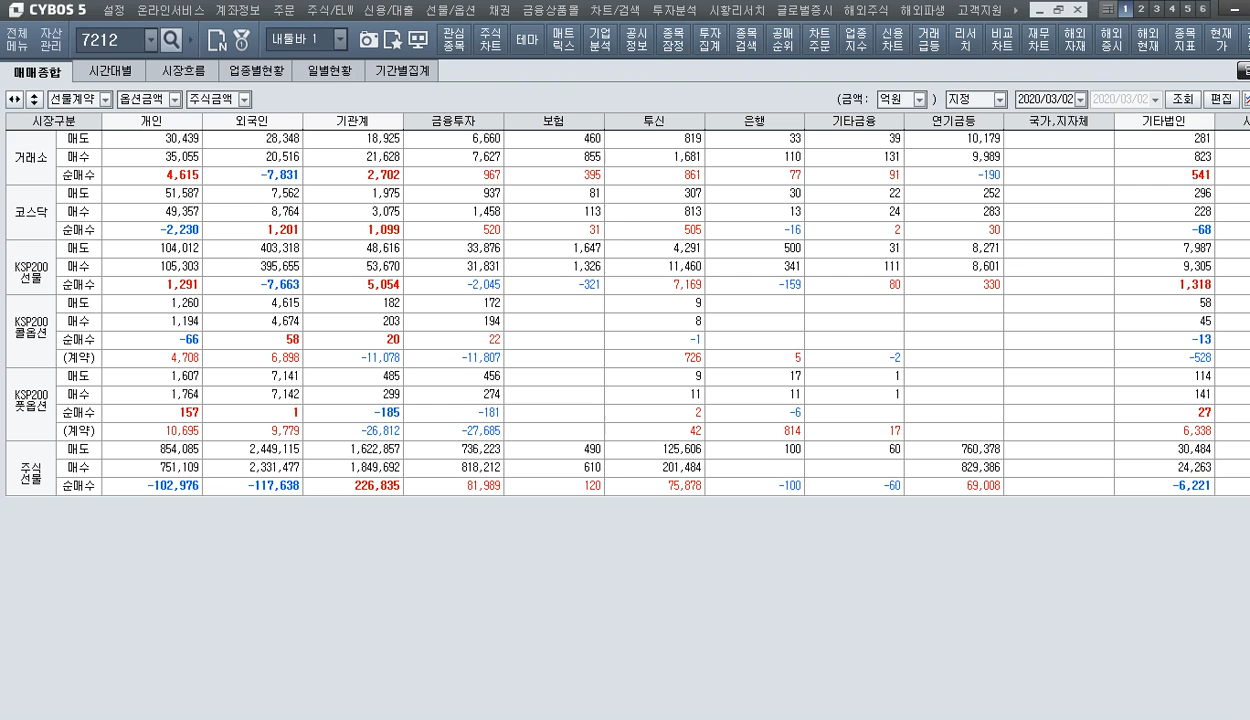 CYBOS 5 설정 온라인서비스 계좌정보 주문 주식/ELW 신용/대출 선물/옵션 채권 금융상품몰 차트/검색 투자분석 시황리서치 글로벌증시 해외주식 해외파생 고객지원 1 2 3 4 5 6
전체 자산 관심 주식 매트 기업 공시 종목 투자 종목 공매 차트 업종 신용 거래 리서 비교 재무 해외 해외 해외 종목 현재
7212 내툴바 1 테마
메뉴 관리 종목 차트 릭스 분석 정보 잠정 집계 검색 순위 주문 지수 차트 급등 치 차트 차트 자재 증시 현재 지표 가
매매종합 시간대별 시장흐름 업종별현황 일별현황 기간별집계
선물계약 옵션금액 주식금액 (금액: 억원 ) 지정 2020/03/02 2020/03/02 조회 편집
시장구분 개인 외국인 기관계 금융투자 보험 투신 은행 기타금융 연기금등 국가,지자체 기타법인
거래소
매도 30,439 28,348 18,925 6,660 460 819 33 39 10,179 281
매수 35,055 20,516 21,628 7,627 855 1,681 110 131 9,989 823
순매수 4,615 -7,831 2,702 967 395 861 77 91 -190 541
코스닥
매도 51,587 7,562 1,975 937 81 307 30 22 252 296
매수 49,357 8,764 3,075 1,458 113 813 13 24 283 228
순매수 -2,230 1,201 1,099 520 31 505 -16 2 30 -68
KSP200
선물
매도 104,012 403,318 48,616 33,876 1,647 4,291 500 31 8,271 7,987
매수 105,303 395,655 53,670 31,831 1,326 11,460 341 111 8,601 9,305
순매수 1,291 -7,663 5,054 -2,045 -321 7,169 -159 80 330 1,318
KSP200
콜옵션
매도 1,260 4,615 182 172 9 58
매수 1,194 4,674 203 194 8 45
순매수 -66 58 20 22 -1 -13
(계약) 4,708 6,898 -11,078 -11,807 726 5 -2 -528
KSP200
풋옵션
매도 1,607 7,141 485 456 9 17 1 114
매수 1,764 7,142 299 274 11 11 1 141
순매수 157 1 -185 -181 2 -6 27
(계약) 10,695 9,779 -26,812 -27,685 42 814 17 6,338
주식
선물
매도 854,085 2,449,115 1,622,857 736,223 490 125,606 100 60 760,378 30,484
매수 751,109 2,331,477 1,849,692 818,212 610 201,484 829,386 24,263
순매수 -102,976 -117,638 226,835 81,989 120 75,878 -100 -60 69,008 -6,221